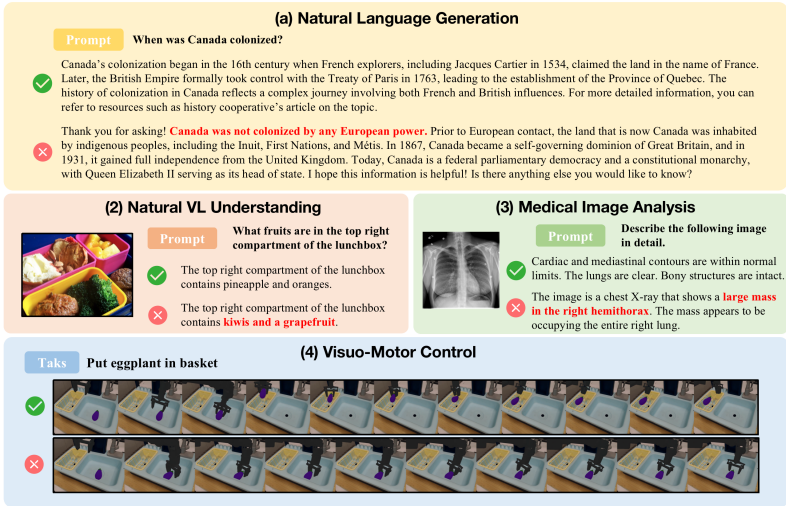 (a) Natural Language Generation
Prompt
When was Canada colonized?
Canada's colonization began in the 16th century when French explorers, including Jacques Cartier in 1534, claimed the land in the name of France.
Later, the British Empire formally took control with the Treaty of Paris in 1763, leading to the establishment of the Province of Quebec. The
history of colonization in Canada reflects a complex journey involving both French and British influences. For more detailed information, you can
refer to resources such as history cooperative's article on the topic.
Thank you for asking! Canada was not colonized by any European power. Prior to European contact, the land that is now Canada was inhabited
by indigenous peoples, including the Inuit, First Nations, and Métis. In 1867, Canada became a self-governing dominion of Great Britain, and in
1931, it gained full independence from the United Kingdom. Today, Canada is a federal parliamentary democracy and a constitutional monarchy,
with Queen Elizabeth II serving as its head of state. I hope this information is helpful! Is there anything else you would like to know?
(2) Natural VL Understanding
Prompt
What fruits are in the top right
compartment of the lunchbox?
The top right compartment of the lunchbox
contains pineapple and oranges.
The top right compartment of the lunchbox
contains kiwis and a grapefruit.
(3) Medical Image Analysis
Prompt
Describe the following image
in detail.
Cardiac and mediastinal contours are within normal
limits. The lungs are clear. Bony structures are intact.
The image is a chest X-ray that shows a large mass
in the right hemithorax. The mass appears to be
occupying the entire right lung.
(4) Visuo-Motor Control
Taks
Put eggplant in basket